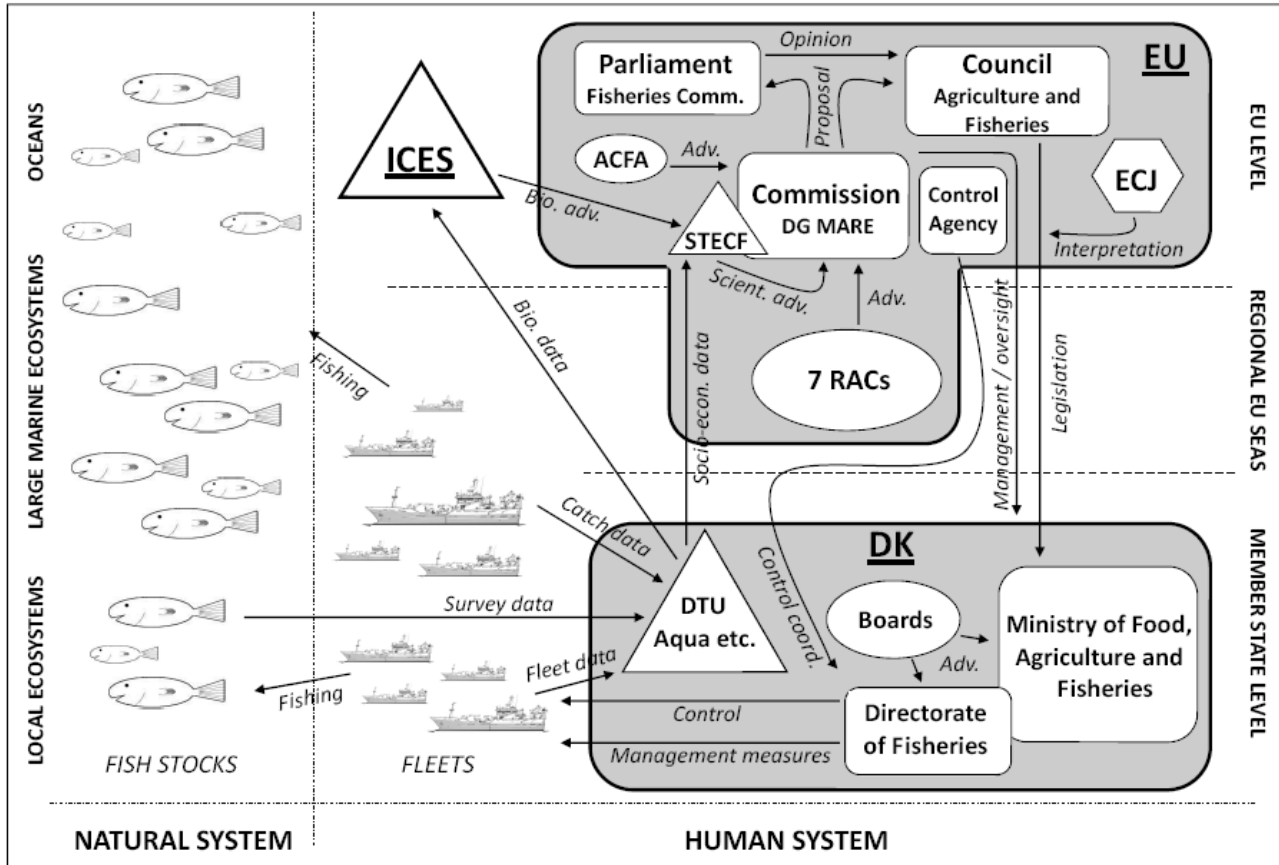 OCEANS
LARGE MARINE ECOSYSTEMS
LOCAL ECOSYSTEMS
FISH STOCKS
NATURAL SYSTEM
ICES
Bio. adv.
Bio. data
Fishing
Catch data
Survey data
Fleet data
Fishing
FLEETS
HUMAN SYSTEM
EU
Parliament
Fisheries Comm.
Opinion
Council
Agriculture and
Fisheries
Proposal
ACFA
Adv.
Commission
DG MARE
STECF
Scient. adv.
Control
Agency
ECJ
Interpretation
Adv.
7 RACs
Socio-econ. data
Management / oversight
Legislation
Control coord.
DK
DTU
Aqua etc.
Boards
Adv.
Ministry of Food,
Agriculture and
Fisheries
Directorate
of Fisheries
Control
Management measures
EU LEVEL
REGIONAL EU SEAS
MEMBER STATE LEVEL